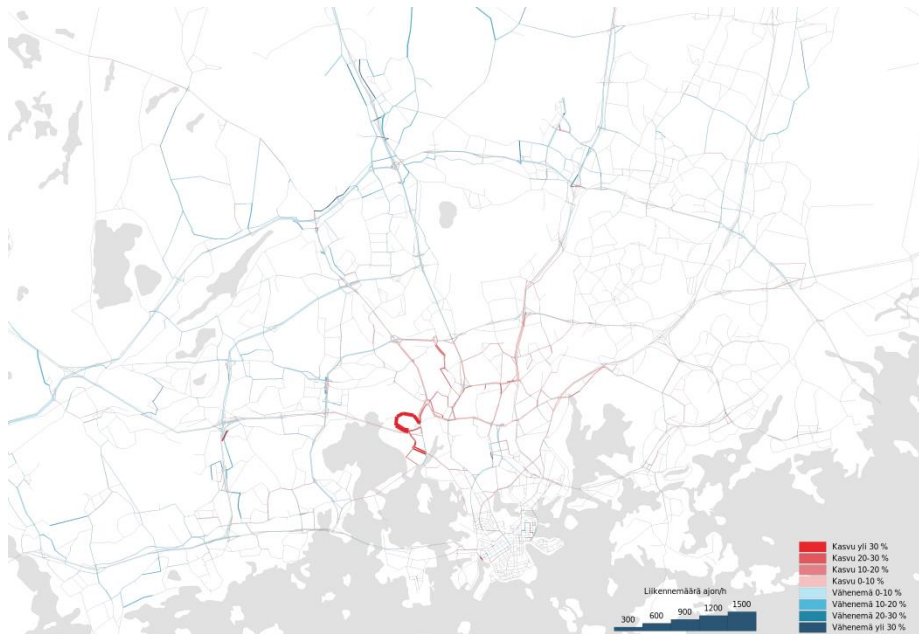 Kasvu yli 30 %
Kasvu 20-30 %
Kasvu 10-20 %
Kasvu 0-10 %
Vähenemä 0-10 %
Vähenemä 10-20 %
Vähenemä 20-30 %
Vähenemä yli 30 %
Liikennemäärä ajon/h
300 600 900 1200 1500